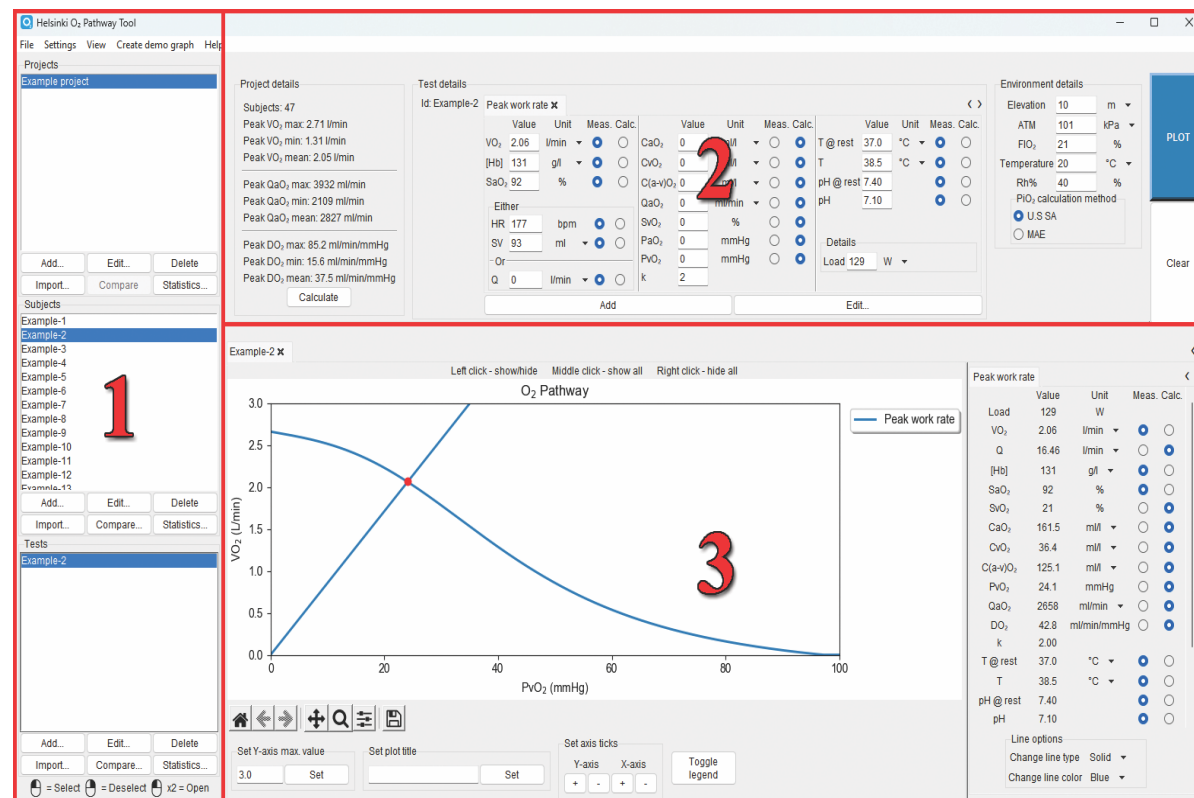 Helsinki O₂ Pathway Tool
File Settings View Create demo graph Help
Projects
Example project
Add... Edit... Delete
Import... Compare Statistics...
Subjects
Example-1
Example-2
Example-3
Example-4
Example-5
Example-6
Example-7
Example-8
Example-9
Example-10
Example-11
Example-12
Example-13
Add... Edit... Delete
Import... Compare... Statistics...
Tests
Example-2
Add... Edit... Delete
Import... Compare... Statistics...
= Select = Deselect x2 = Open
1
Project details
Subjects: 47
Peak VO₂ max: 2.71 l/min
Peak VO₂ min: 1.31 l/min
Peak VO₂ mean: 2.05 l/min
Peak QaO₂ max: 3932 ml/min
Peak QaO₂ min: 2109 ml/min
Peak QaO₂ mean: 2827 ml/min
Peak DO₂ max: 85.2 ml/min/mmHg
Peak DO₂ min: 15.6 ml/min/mmHg
Peak DO₂ mean: 37.5 ml/min/mmHg
Calculate
Test details
Id: Example-2 Peak work rate
Value Unit Meas. Calc.
VO₂ 2.06 l/min
[Hb] 131 g/l
SaO₂ 92 %
Either
HR 177 bpm
SV 93 ml
Or
Q 0 l/min
Value Unit Meas. Calc.
CaO₂ 0
CvO₂ 0
C(a-v)O₂ 0
QaO₂ 0 ml/min
SvO₂ 0 %
PaO₂ 0 mmHg
PvO₂ 0 mmHg
k 2
Value Unit Meas. Calc.
T @ rest 37.0 °C
T 38.5 °C
pH @ rest 7.40
pH 7.10
Details
Load 129 W
Add Edit...
2
Environment details
Elevation 10 m
ATM 101 kPa
FIO₂ 21 %
Temperature 20 °C
Rh% 40 %
PiO₂ calculation method
U.S SA
MAE
PLOT
Clear
Example-2
Left click - show/hide Middle click - show all Right click - hide all
O₂ Pathway
Peak work rate
VO₂ (L/min)
3.0
2.5
2.0
1.5
1.0
0.5
0.0
0 20 40 60 80 100
PvO₂ (mmHg)
3
Set Y-axis max. value
3.0 Set
Set plot title
Set
Set axis ticks
Y-axis X-axis
+ - + -
Toggle
legend
Peak work rate
Value Unit Meas. Calc.
Load 129 W
VO₂ 2.06 l/min
Q 16.46 l/min
[Hb] 131 g/l
SaO₂ 92 %
SvO₂ 21 %
CaO₂ 161.5 ml/l
CvO₂ 36.4 ml/l
C(a-v)O₂ 125.1 ml/l
PvO₂ 24.1 mmHg
QaO₂ 2658 ml/min
DO₂ 42.8 ml/min/mmHg
k 2.00
T @ rest 37.0 °C
T 38.5 °C
pH @ rest 7.40
pH 7.10
Line options
Change line type Solid
Change line color Blue